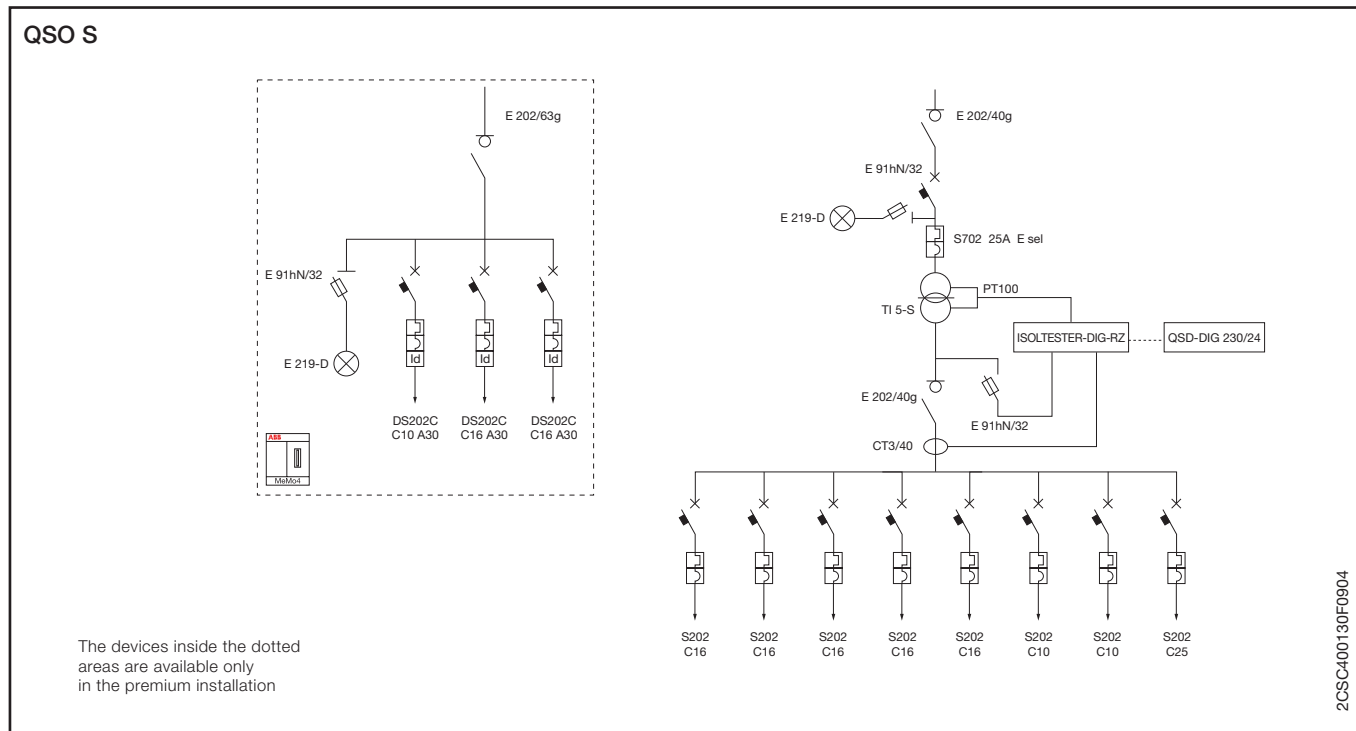 QSO S
E 202/63g
E 91hN/32
Id
Id
Id
E 219-D
DS202C
C10 A30
DS202C
C16 A30
DS202C
C16 A30
ABB
MeMo4
The devices inside the dotted
areas are available only
in the premium installation
E 202/40g
E 91hN/32
E 219-D
S702 25A E sel
PT100
TI 5-S
ISOLTESTER-DIG-RZ
QSD-DIG 230/24
E 202/40g
E 91hN/32
CT3/40
S202
C16
S202
C16
S202
C16
S202
C16
S202
C16
S202
C10
S202
C10
S202
C25
2CSC400130F0904